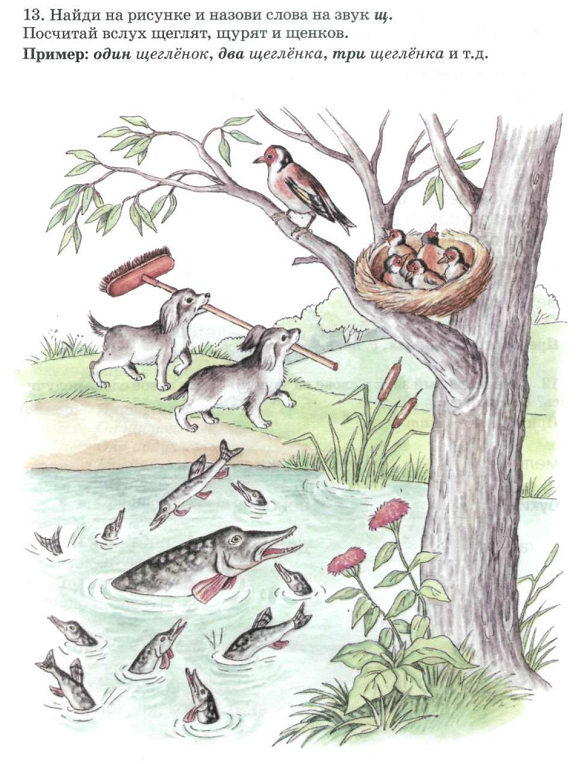 13. Найди на рисунке и назови слова на звук щ.
Посчитай вслух щеглят, щурят и щенков.
Пример: один щеглёнок, два щеглёнка, три щеглёнка и т.д.